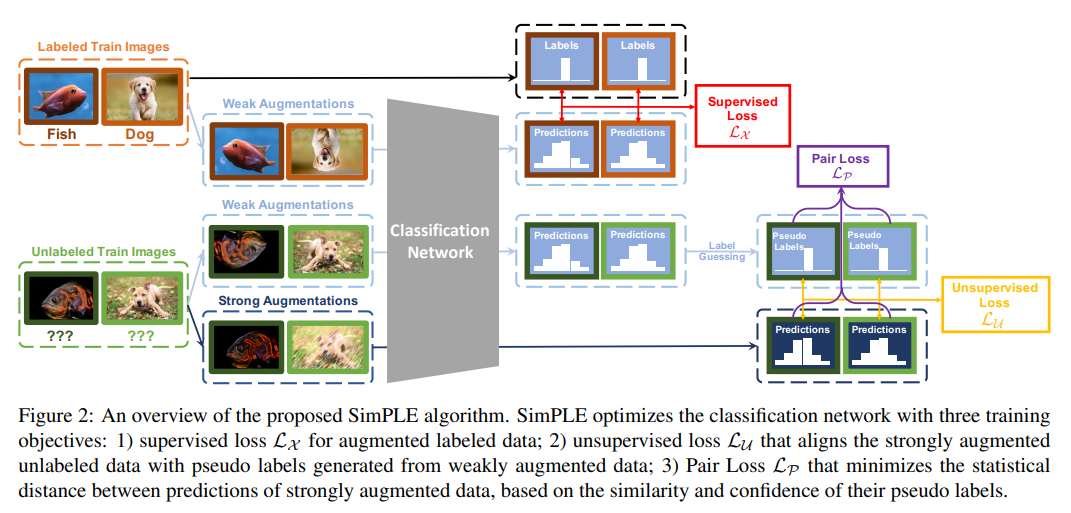 Labeled Train Images
Fish
Dog
Weak Augmentations
Labels
Labels
Predictions
Predictions
Supervised
Loss
ℒ𝒳
Pair Loss
ℒ𝒫
Unlabeled Train Images
???
???
Weak Augmentations
Strong Augmentations
Classification
Network
Predictions
Predictions
Label
Guessing
Pseudo
Labels
Pseudo
Labels
Predictions
Predictions
Unsupervised
Loss
ℒ𝒰
Figure 2: An overview of the proposed SimPLE algorithm. SimPLE optimizes the classification network with three training
objectives: 1) supervised loss ℒ𝒳 for augmented labeled data; 2) unsupervised loss ℒ𝒰 that aligns the strongly augmented
unlabeled data with pseudo labels generated from weakly augmented data; 3) Pair Loss ℒ𝒫 that minimizes the statistical
distance between predictions of strongly augmented data, based on the similarity and confidence of their pseudo labels.